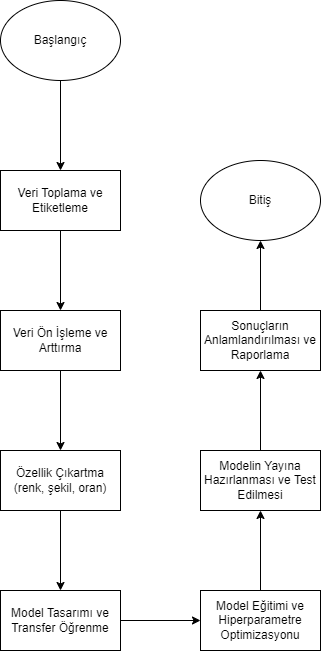 Başlangıç
Veri Toplama ve
Etiketleme
Veri Ön İşleme ve
Arttırma
Özellik Çıkartma
(renk, şekil, oran)
Model Tasarımı ve
Transfer Öğrenme
Model Eğitimi ve
Hiperparametre
Optimizasyonu
Modelin Yayına
Hazırlanması ve Test
Edilmesi
Sonuçların
Anlamlandırılması ve
Raporlama
Bitiş